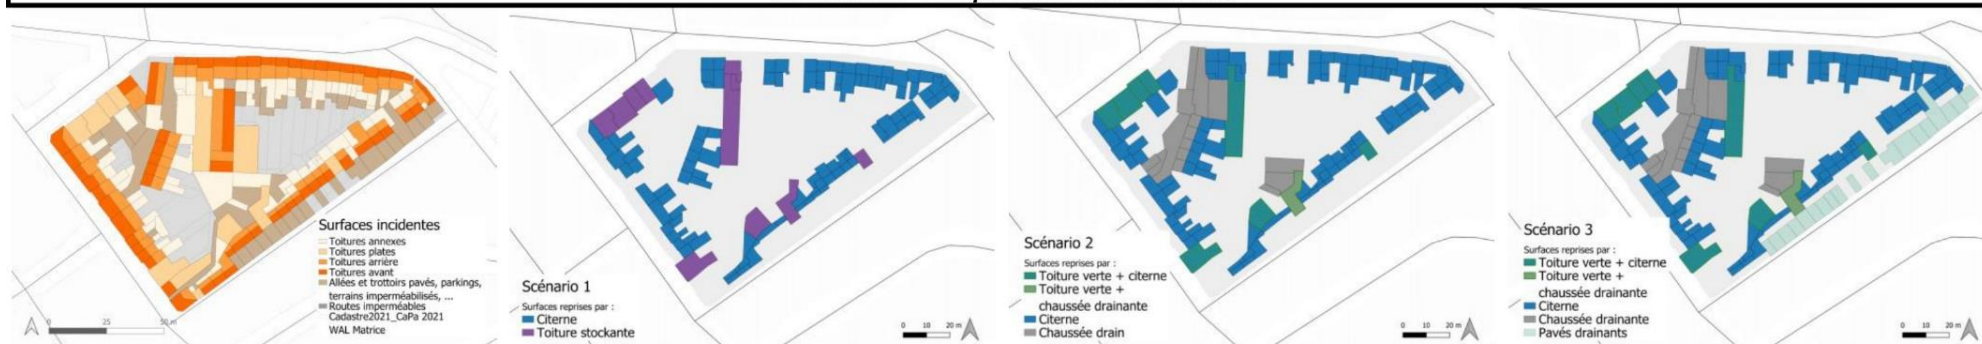 Surfaces incidentes
Toitures annexes
Toitures plates
Toitures arrière
Toitures avant
Allées et trottoirs pavés, parkings,
terrains imperméabilisés, ...
Routes imperméables
Cadastre2021_CaPa 2021
WAL Matrice
0 25 50 m
Scénario 1
Surfaces reprises par :
Citerne
Toiture stockante
0 10 20 m
Scénario 2
Surfaces reprises par :
Toiture verte + citerne
Toiture verte +
chaussée drainante
Citerne
Chaussée drain
0 10 20 m
Scénario 3
Surfaces reprises par :
Toiture verte + citerne
Toiture verte +
chaussée drainante
Citerne
Chaussée drainante
Pavés drainants
0 10 20 m